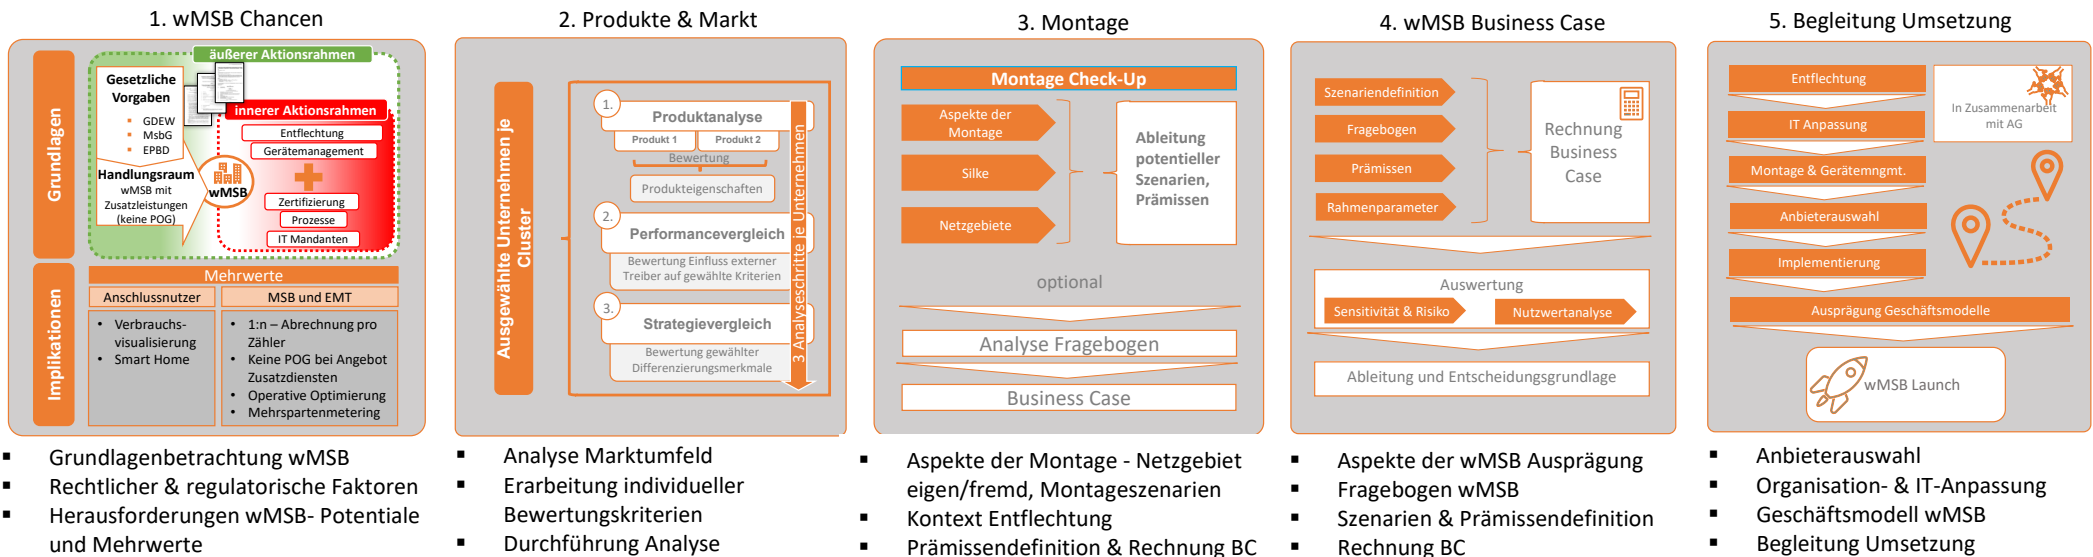 1. wMSB Chancen
äußerer Aktionsrahmen
Grundlagen
Gesetzliche
Vorgaben
▪ GDEW
▪ MsbG
▪ EPBD
Handlungsraum
wMSB mit
Zusatzleistungen
(keine POG)
wMSB
innerer Aktionsrahmen
Entflechtung
Gerätemanagement
Zertifizierung
Prozesse
IT Mandanten
Implikationen
Mehrwerte
Anschlussnutzer
MSB und EMT
• Verbrauchs-
visualisierung
• Smart Home
• 1:n – Abrechnung pro
Zähler
• Keine POG bei Angebot
Zusatzdiensten
• Operative Optimierung
• Mehrspartenmetering
▪ Grundlagenbetrachtung wMSB
▪ Rechtlicher & regulatorische Faktoren
▪ Herausforderungen wMSB- Potentiale
und Mehrwerte
2. Produkte & Markt
Ausgewählte Unternehmen je
Cluster
1.
Produktanalyse
Produkt 1
Produkt 2
Bewertung
Produkteigenschaften
2.
Performancevergleich
Bewertung Einfluss externer
Treiber auf gewählte Kriterien
3.
Strategievergleich
Bewertung gewählter
Differenzierungsmerkmale
3 Analyseschritte je Unternehmen
▪ Analyse Marktumfeld
▪ Erarbeitung individueller
Bewertungskriterien
▪ Durchführung Analyse
3. Montage
Montage Check-Up
Aspekte der
Montage
Silke
Netzgebiete
Ableitung
potentieller
Szenarien,
Prämissen
optional
Analyse Fragebogen
Business Case
▪ Aspekte der Montage - Netzgebiet
eigen/fremd, Montageszenarien
▪ Kontext Entflechtung
▪ Prämissendefinition & Rechnung BC
4. wMSB Business Case
Szenariendefinition
Fragebogen
Prämissen
Rahmenparameter
Rechnung
Business
Case
Auswertung
Sensitivität & Risiko
Nutzwertanalyse
Ableitung und Entscheidungsgrundlage
▪ Aspekte der wMSB Ausprägung
▪ Fragebogen wMSB
▪ Szenarien & Prämissendefinition
▪ Rechnung BC
5. Begleitung Umsetzung
Entflechtung
IT Anpassung
Montage & Gerätemngmt.
Anbieterauswahl
Implementierung
In Zusammenarbeit
mit AG
Ausprägung Geschäftsmodelle
wMSB Launch
▪ Anbieterauswahl
▪ Organisation- & IT-Anpassung
▪ Geschäftsmodell wMSB
▪ Begleitung Umsetzung